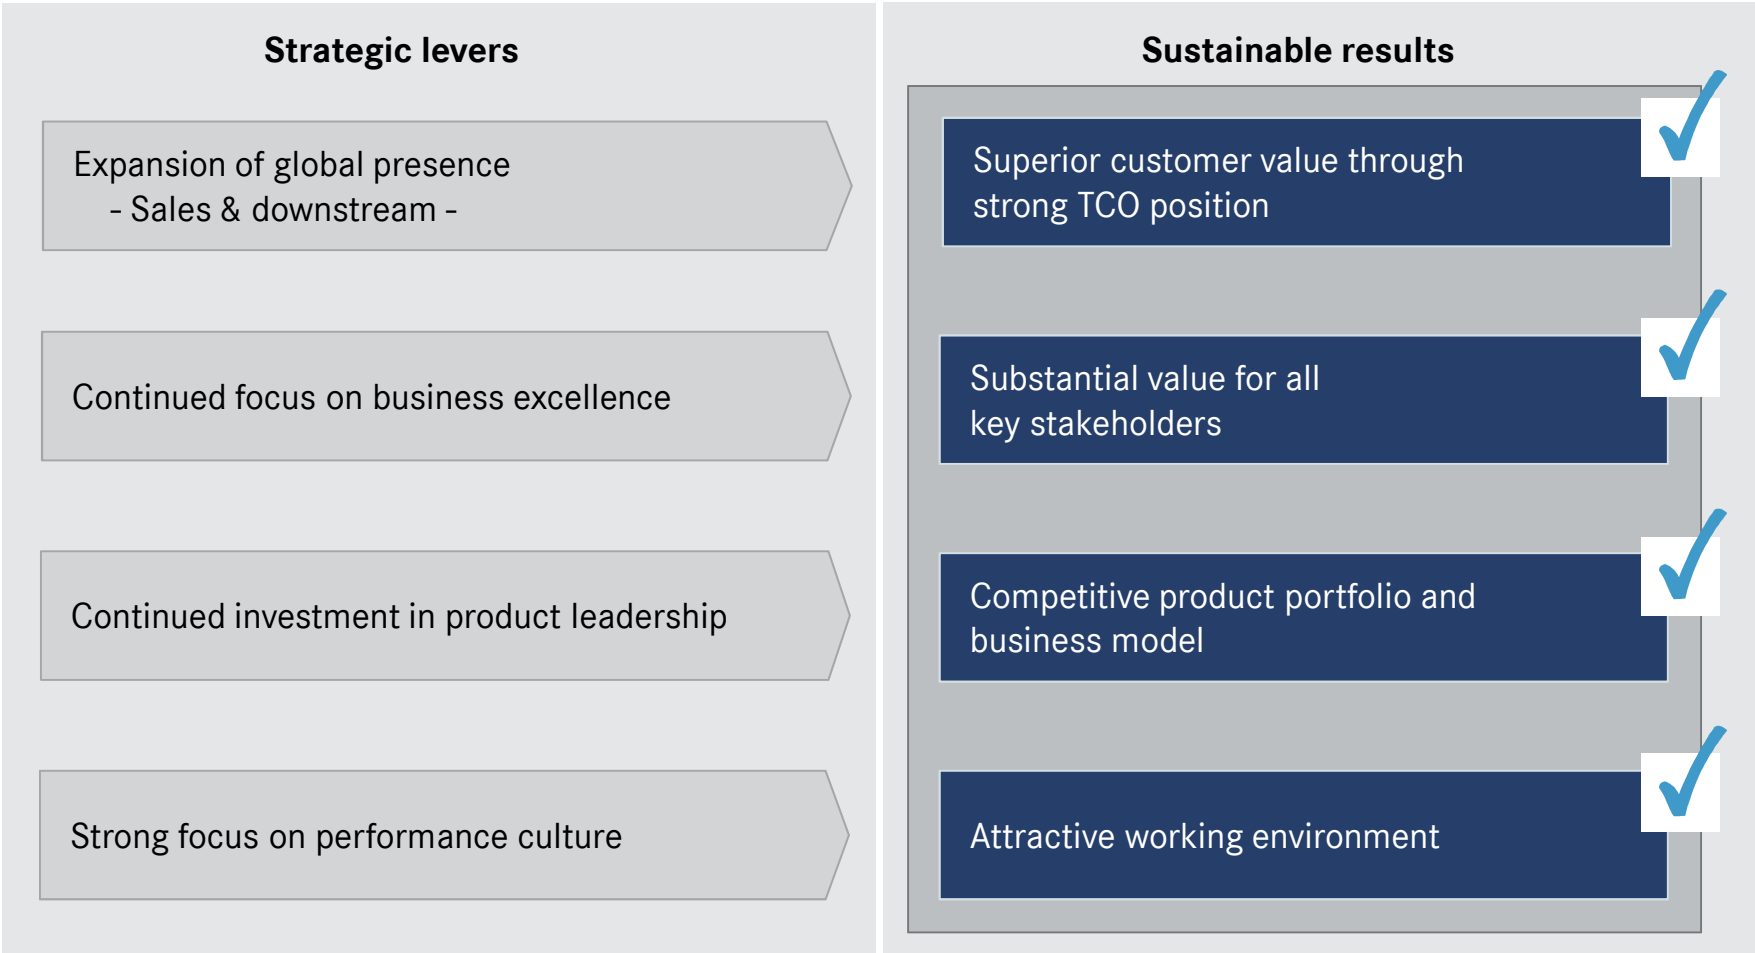 Strategic levers
Expansion of global presence
- Sales & downstream -
Continued focus on business excellence
Continued investment in product leadership
Strong focus on performance culture
Sustainable results
Superior customer value through
strong TCO position
Substantial value for all
key stakeholders
Competitive product portfolio and
business model
Attractive working environment